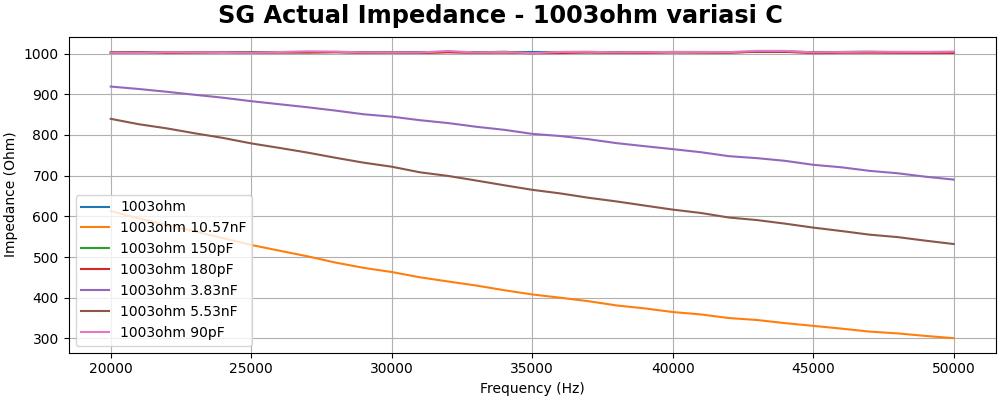 SG Actual Impedance - 1003ohm variasi C
Impedance (Ohm)
1000
900
800
700
600
500
400
300
1003ohm
1003ohm 10.57nF
1003ohm 150pF
1003ohm 180pF
1003ohm 3.83nF
1003ohm 5.53nF
1003ohm 90pF
20000 25000 30000 35000 40000 45000 50000
Frequency (Hz)